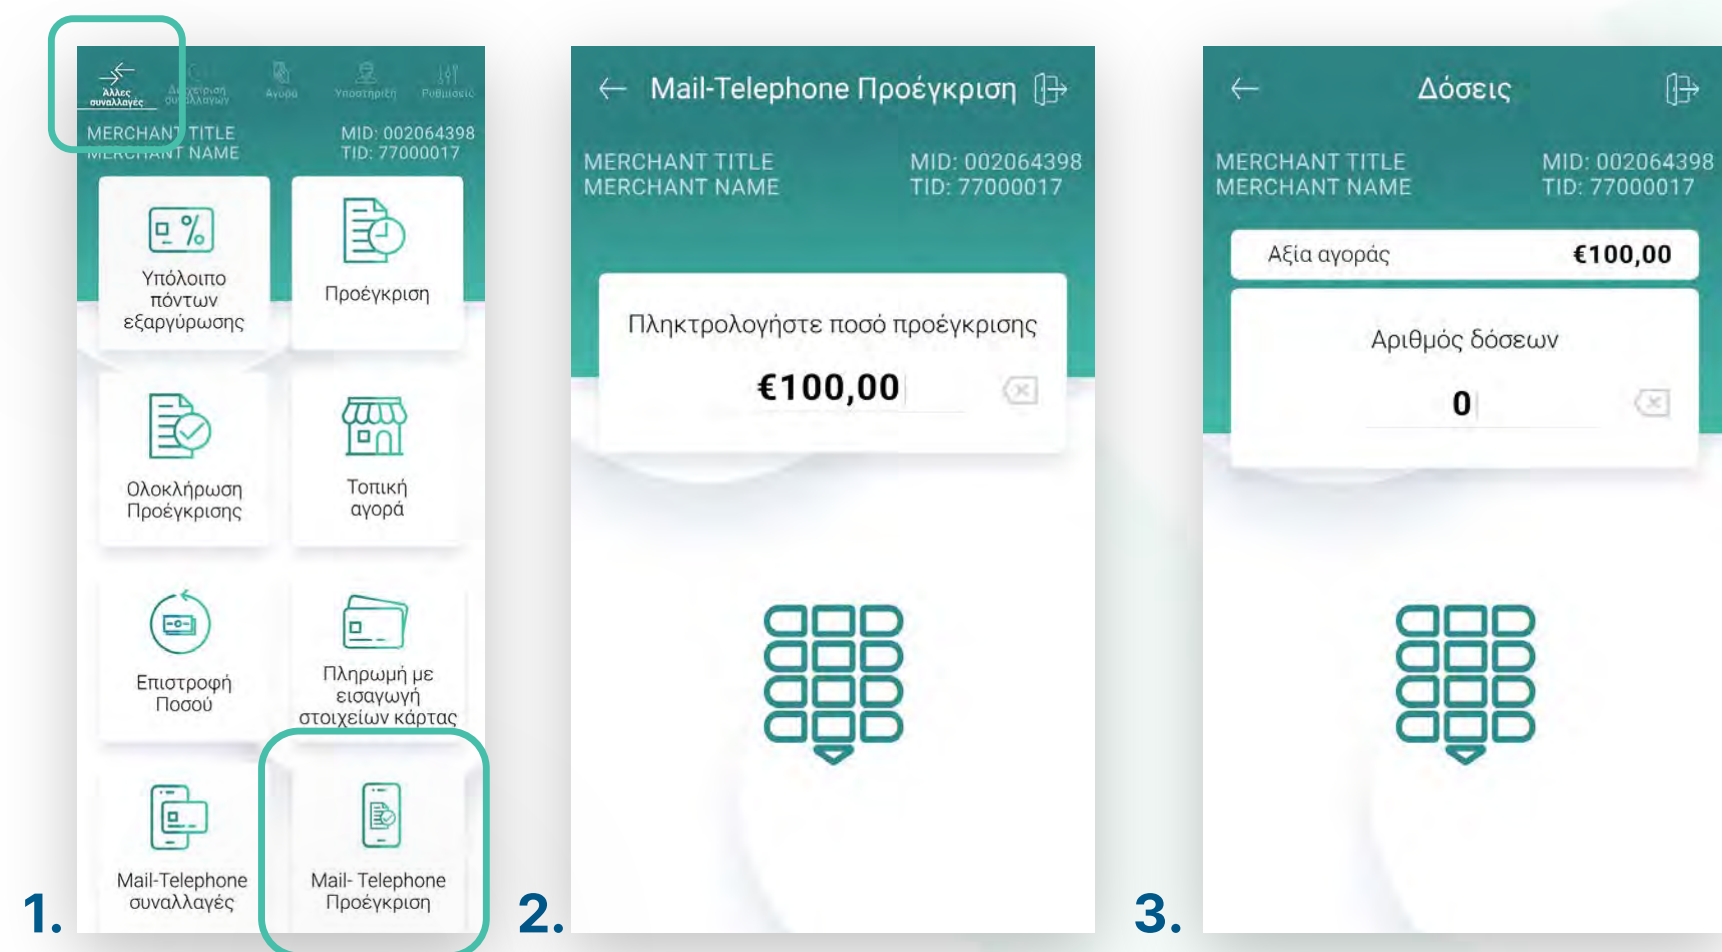 Άλλες
συναλλαγές
Διαχείριση
συναλλαγών
Αγορά
Υποστήριξη
Ρυθμίσεις
MERCHANT TITLE
MID: 002064398
MERCHANT NAME
TID: 77000017
Υπόλοιπο
πόντων
εξαργύρωσης
Προέγκριση
Ολοκλήρωση
Προέγκρισης
Τοπική
αγορά
Επιστροφή
Ποσού
Πληρωμή με
εισαγωγή
στοιχείων κάρτας
Mail-Telephone
συναλλαγές
Mail- Telephone
Προέγκριση
1.
Mail-Telephone Προέγκριση
MERCHANT TITLE
MID: 002064398
MERCHANT NAME
TID: 77000017
Πληκτρολογήστε ποσό προέγκρισης
€100,00
2.
Δόσεις
MERCHANT TITLE
MID: 002064398
MERCHANT NAME
TID: 77000017
Αξία αγοράς
€100,00
Αριθμός δόσεων
0
3.